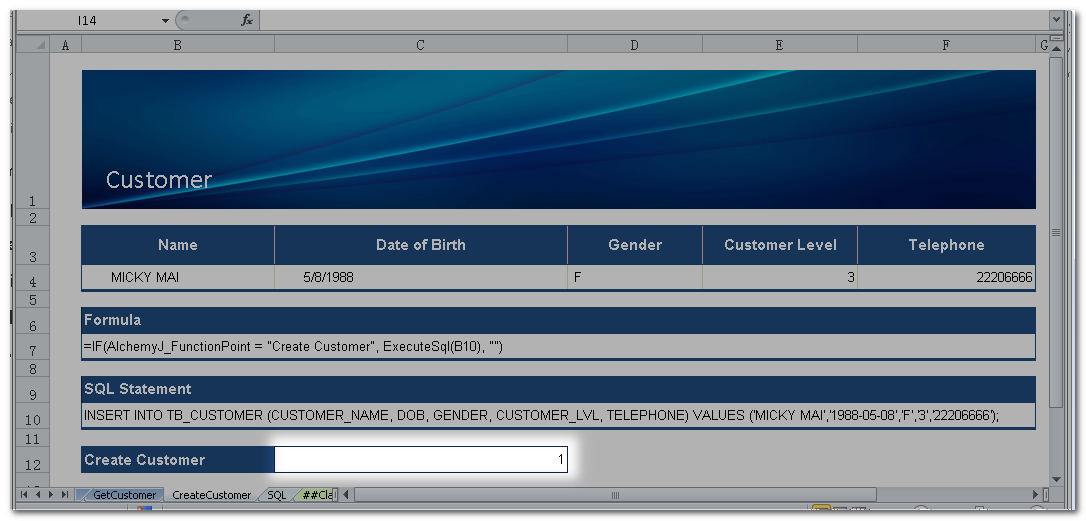 I14 fx
A B C D E F G
Customer
1
2
3 Name Date of Birth Gender Customer Level Telephone
4 MICKY MAI 5/8/1988 F 3 22206666
5
6 Formula
7 =IF(AlchemyJ_FunctionPoint = "Create Customer", ExecuteSql(B10), "")
8
9 SQL Statement
10 INSERT INTO TB_CUSTOMER (CUSTOMER_NAME, DOB, GENDER, CUSTOMER_LVL, TELEPHONE) VALUES ('MICKY MAI','1988-05-08','F','3','22206666');
11
12 Create Customer 1
GetCustomer CreateCustomer SQL ##Cla